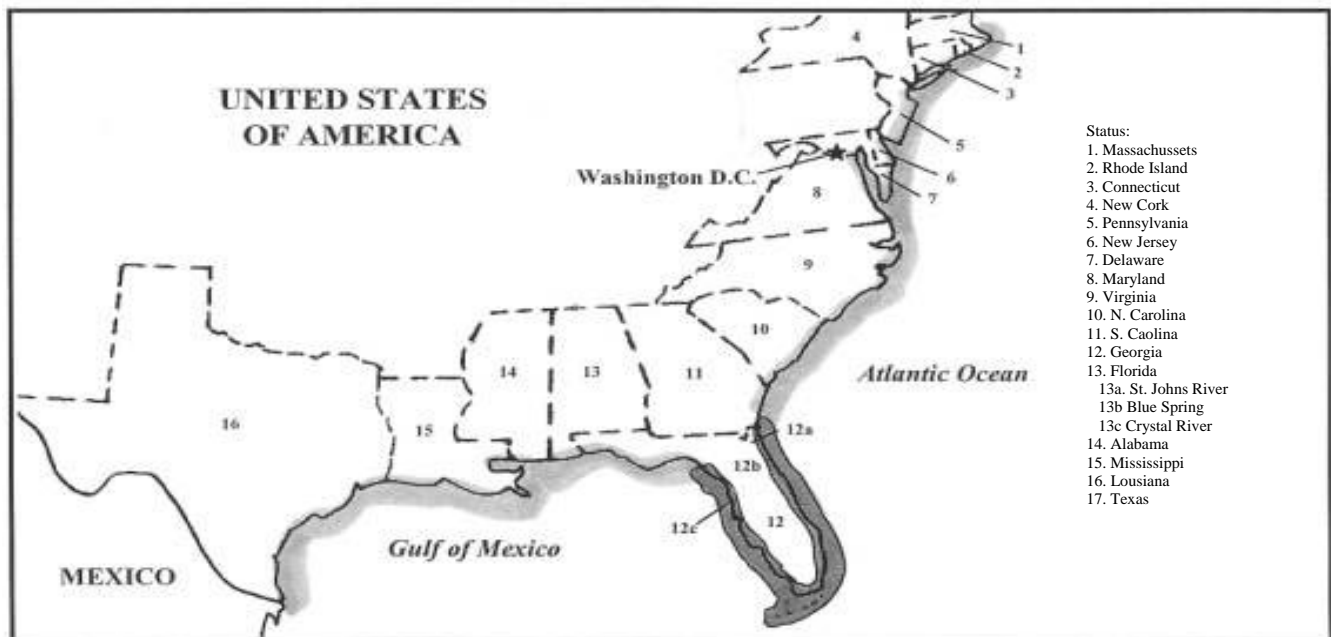 UNITED STATES
OF AMERICA
4
1
2
3
5
Washington D.C.
6
7
8
9
10
Atlantic Ocean
14
13
11
16
15
12a
12b
12c
12
Gulf of Mexico
MEXICO
Status:
1. Massachussets
2. Rhode Island
3. Connecticut
4. New Cork
5. Pennsylvania
6. New Jersey
7. Delaware
8. Maryland
9. Virginia
10. N. Carolina
11. S. Caolina
12. Georgia
13. Florida
13a. St. Johns River
13b Blue Spring
13c Crystal River
14. Alabama
15. Mississippi
16. Lousiana
17. Texas